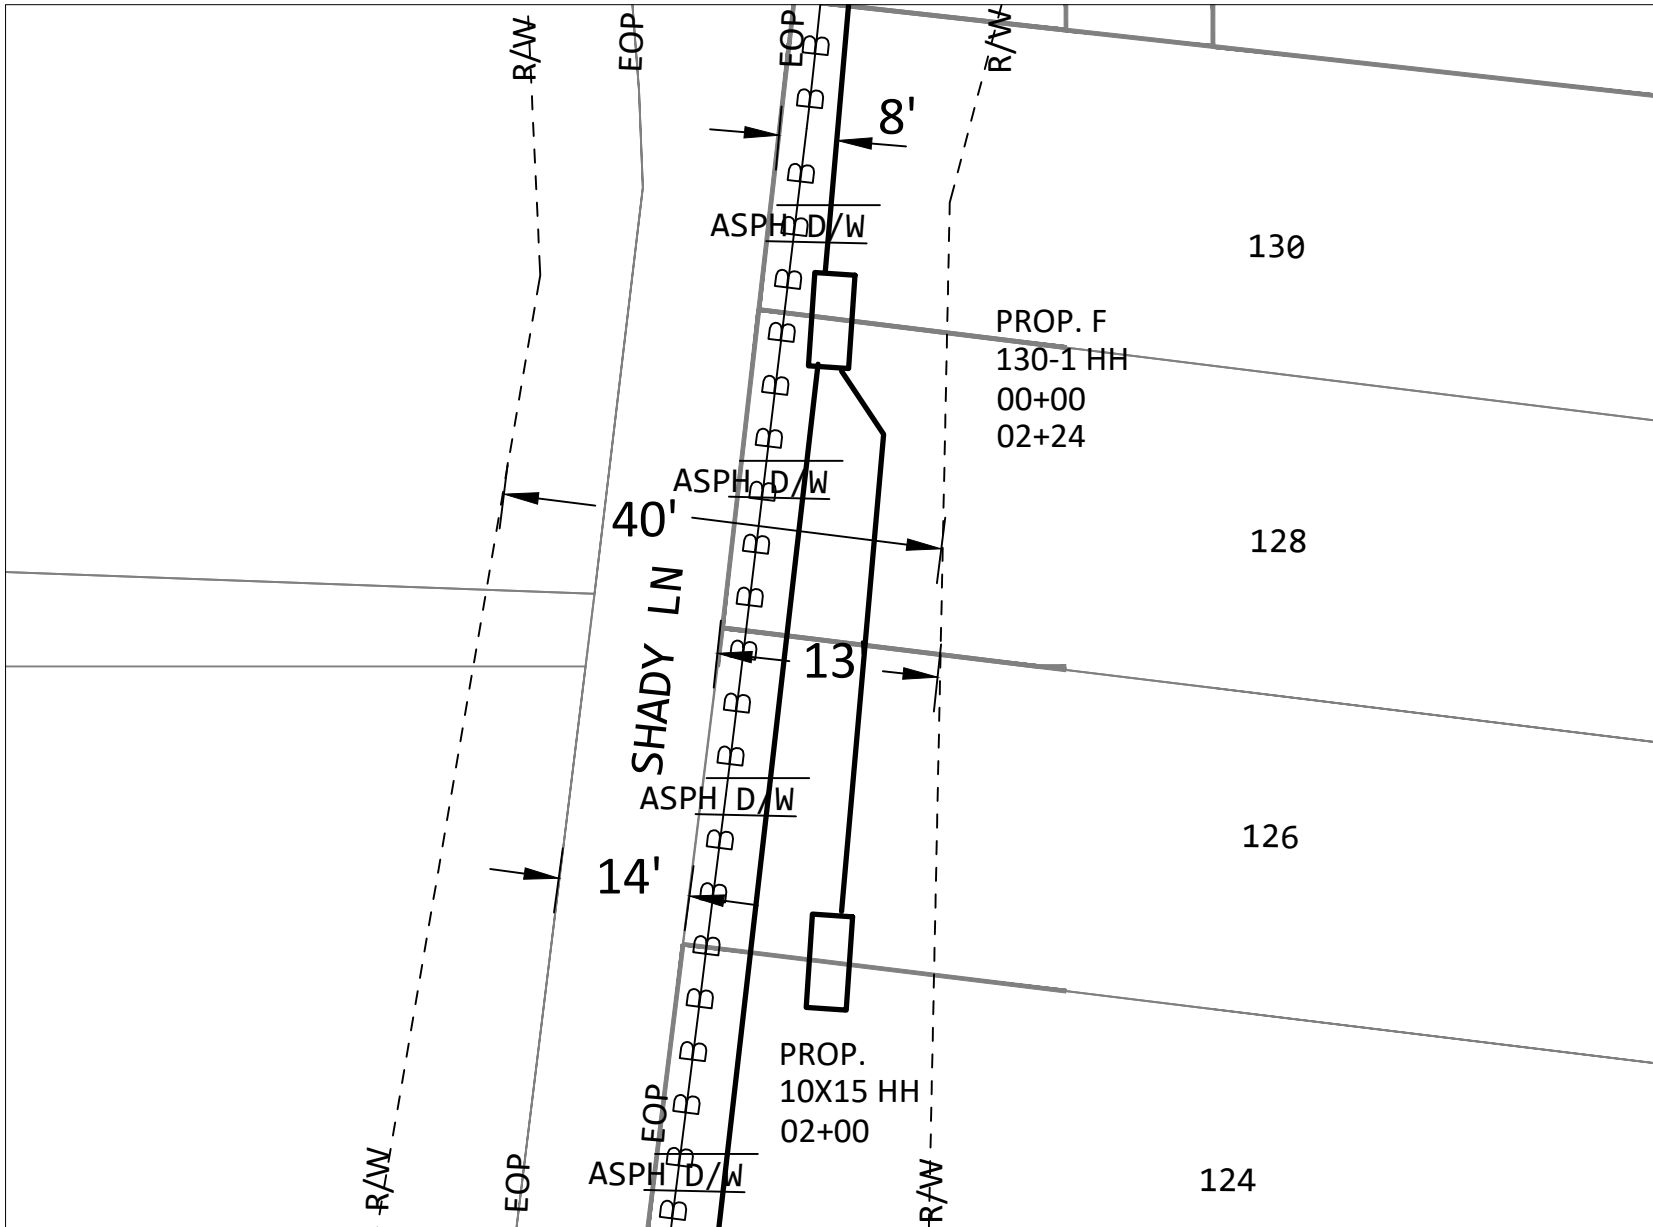 R/W
EOP
EOP
R/W
B
B
8'
B
ASPH D/W
B
130
B
B
PROP. F
130-1 HH
00+00
02+24
B
B
ASPH D/W
B
40'
B
128
B
SHADY LN
B
13
B
B
ASPH D/W
B
126
14'
B
B
B
B
PROP.
10X15 HH
02+00
B
EOP
B
ASPH D/W
R/W
EOP
R/W
124
B